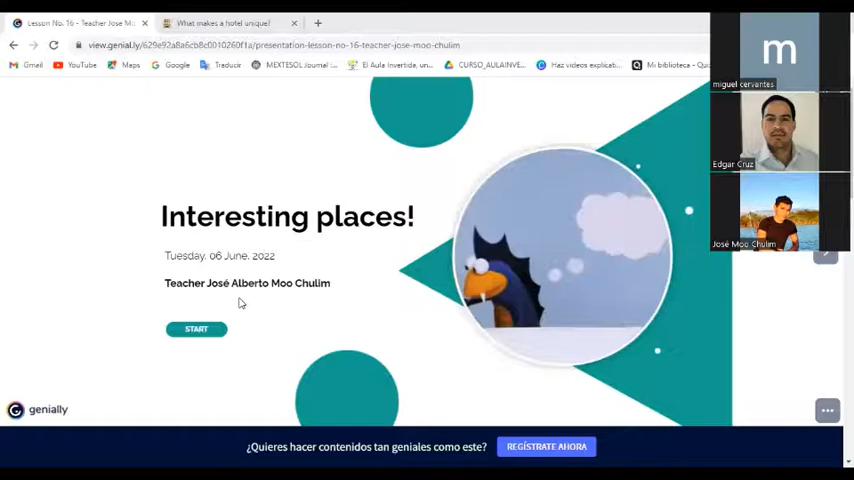 Lesson No. 16 - Teacher Jose M...
What makes a hotel unique?
view.genial.ly/629e92a8a6cb8c0010260f1a/presentation-lesson-no-16-teacher-jose-moo-chulim
Gmail YouTube Maps Google Traducir MEXTESOL Journal :... El Aula Invertida, un... CURSO_AULAINVE... Haz videos explicati... Mi biblioteca - Qui
m
miguel cervantes
Edgar Cruz
José Moo Chulim
Interesting places!
Tuesday, 06 June, 2022
Teacher José Alberto Moo Chulim
START
genially
¿Quieres hacer contenidos tan geniales como este? REGÍSTRATE AHORA